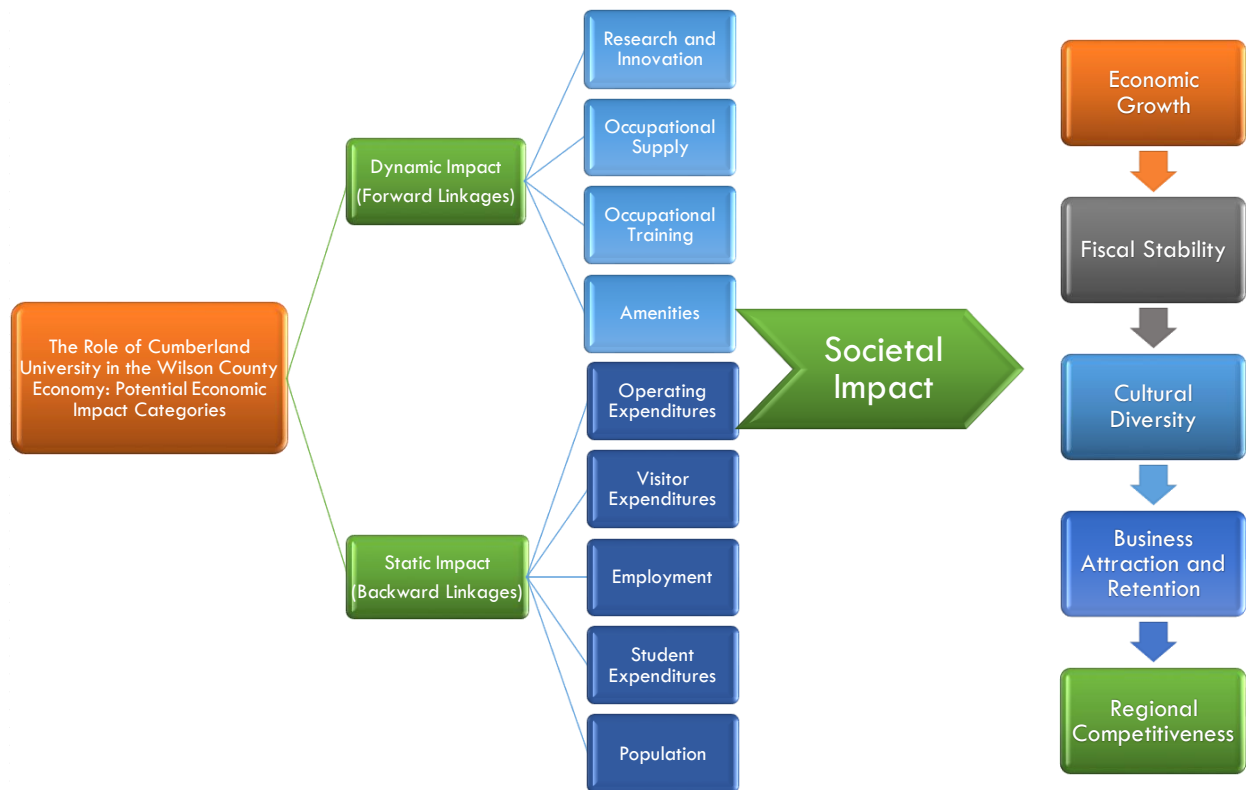 The Role of Cumberland
University in the Wilson County
Economy: Potential Economic
Impact Categories
Dynamic Impact
(Forward Linkages)
Static Impact
(Backward Linkages)
Research and
Innovation
Occupational
Supply
Occupational
Training
Amenities
Operating
Expenditures
Visitor
Expenditures
Employment
Student
Expenditures
Population
Societal
Impact
Economic
Growth
Fiscal Stability
Cultural
Diversity
Business
Attraction and
Retention
Regional
Competitiveness